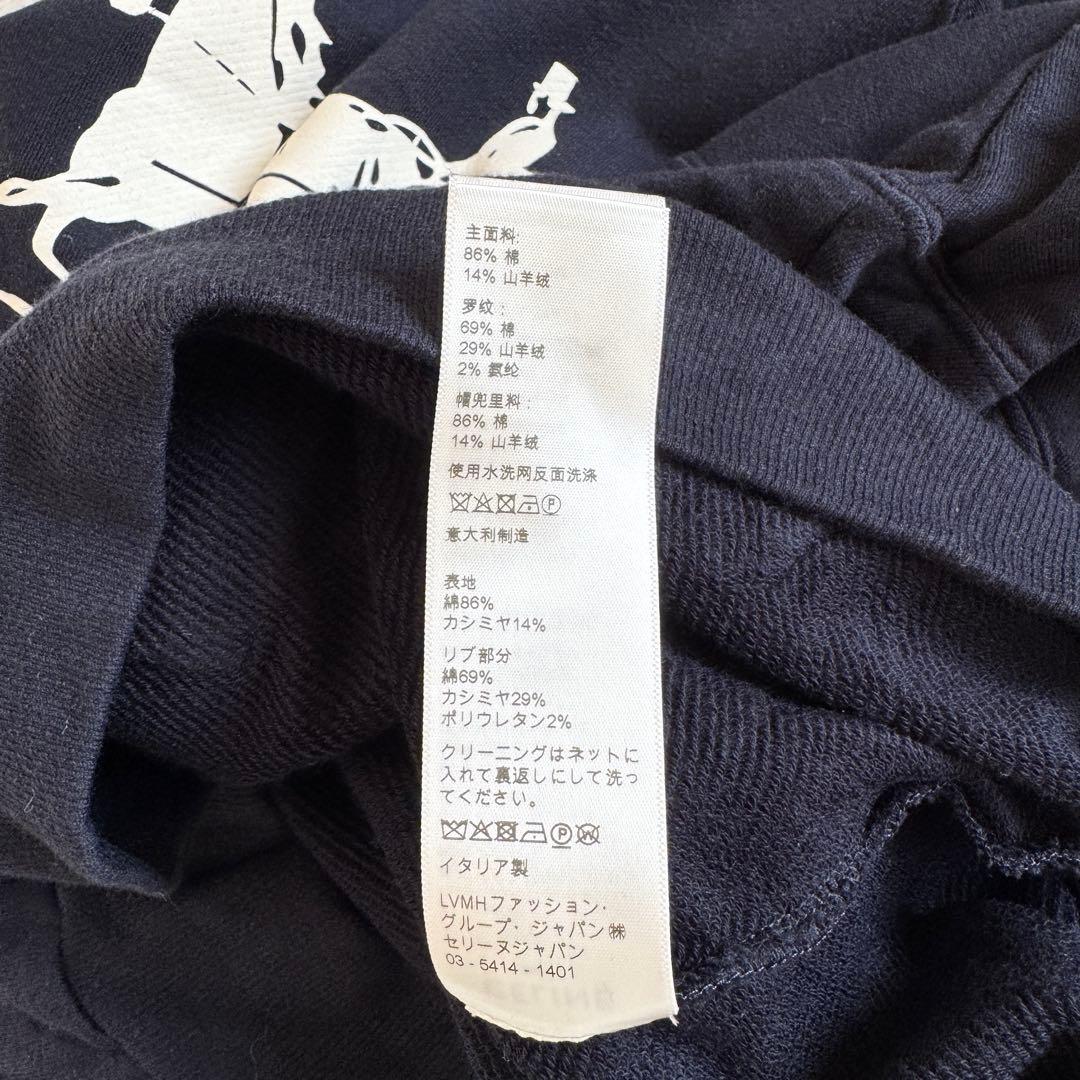 主面料:
86% 棉
14% 山羊绒
罗纹 :
69% 棉
29% 山羊绒
2% 氨纶
帽兜里料 :
86% 棉
14% 山羊绒
使用水洗网反面洗涤
P
意大利制造
表地
綿86%
カシミヤ14%
リブ部分
綿69%
カシミヤ29%
ポリウレタン2%
クリーニングはネットに
入れて裏返しにして洗っ
てください。
P W
イタリア製
LVMHファッション・
グループ・ジャパン㈱
セリーヌジャパン
03 - 5414 - 1401